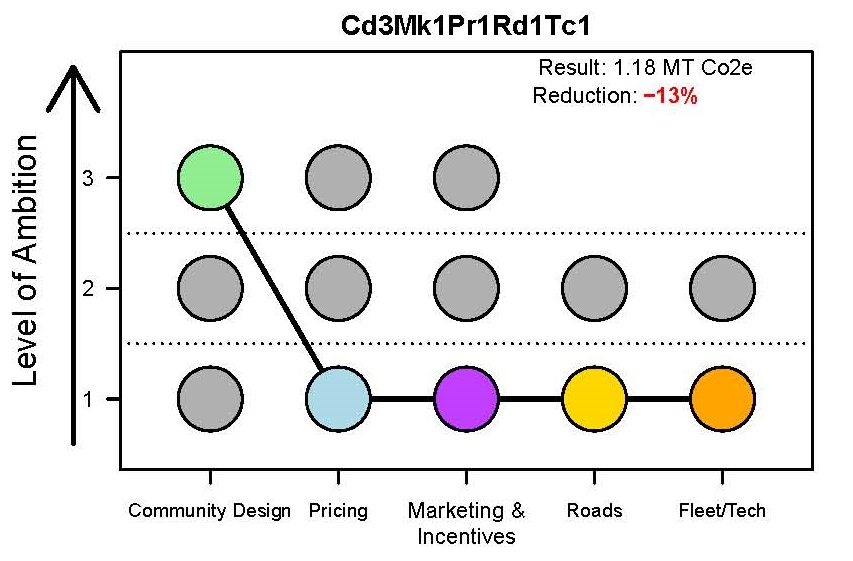 Cd3Mk1Pr1Rd1Tc1
Result: 1.18 MT Co2e
Reduction: −13%
Level of Ambition
3
2
1
Community Design
Pricing
Marketing &
Incentives
Roads
Fleet/Tech